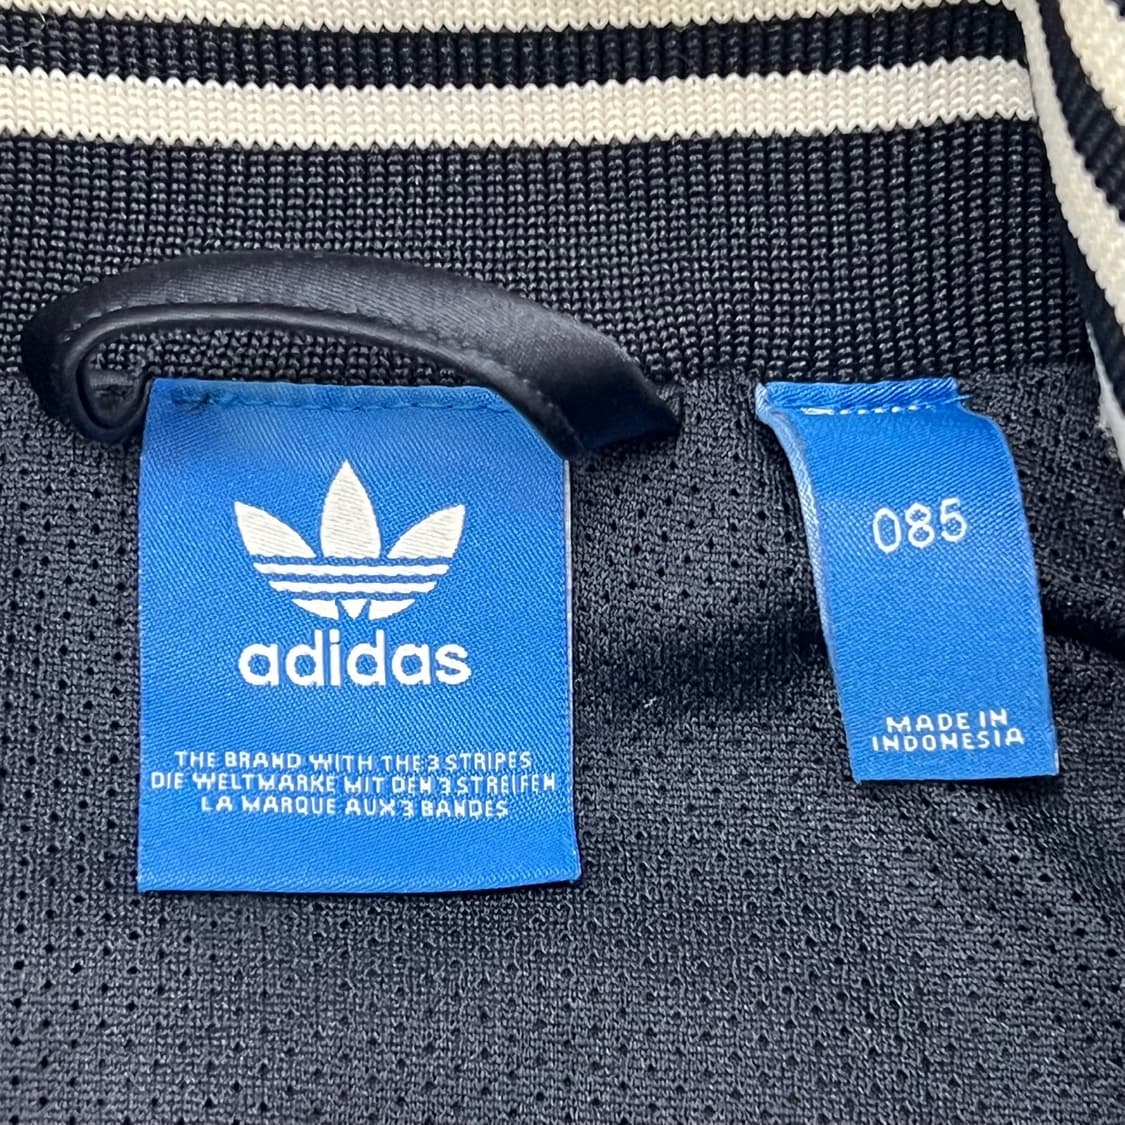 adidas
THE BRAND WITH THE 3 STRIPES
DIE WELTMARKE MIT DEN 3 STREIFEN
LA MARQUE AUX 3 BANDES
085
MADE IN
INDONESIA